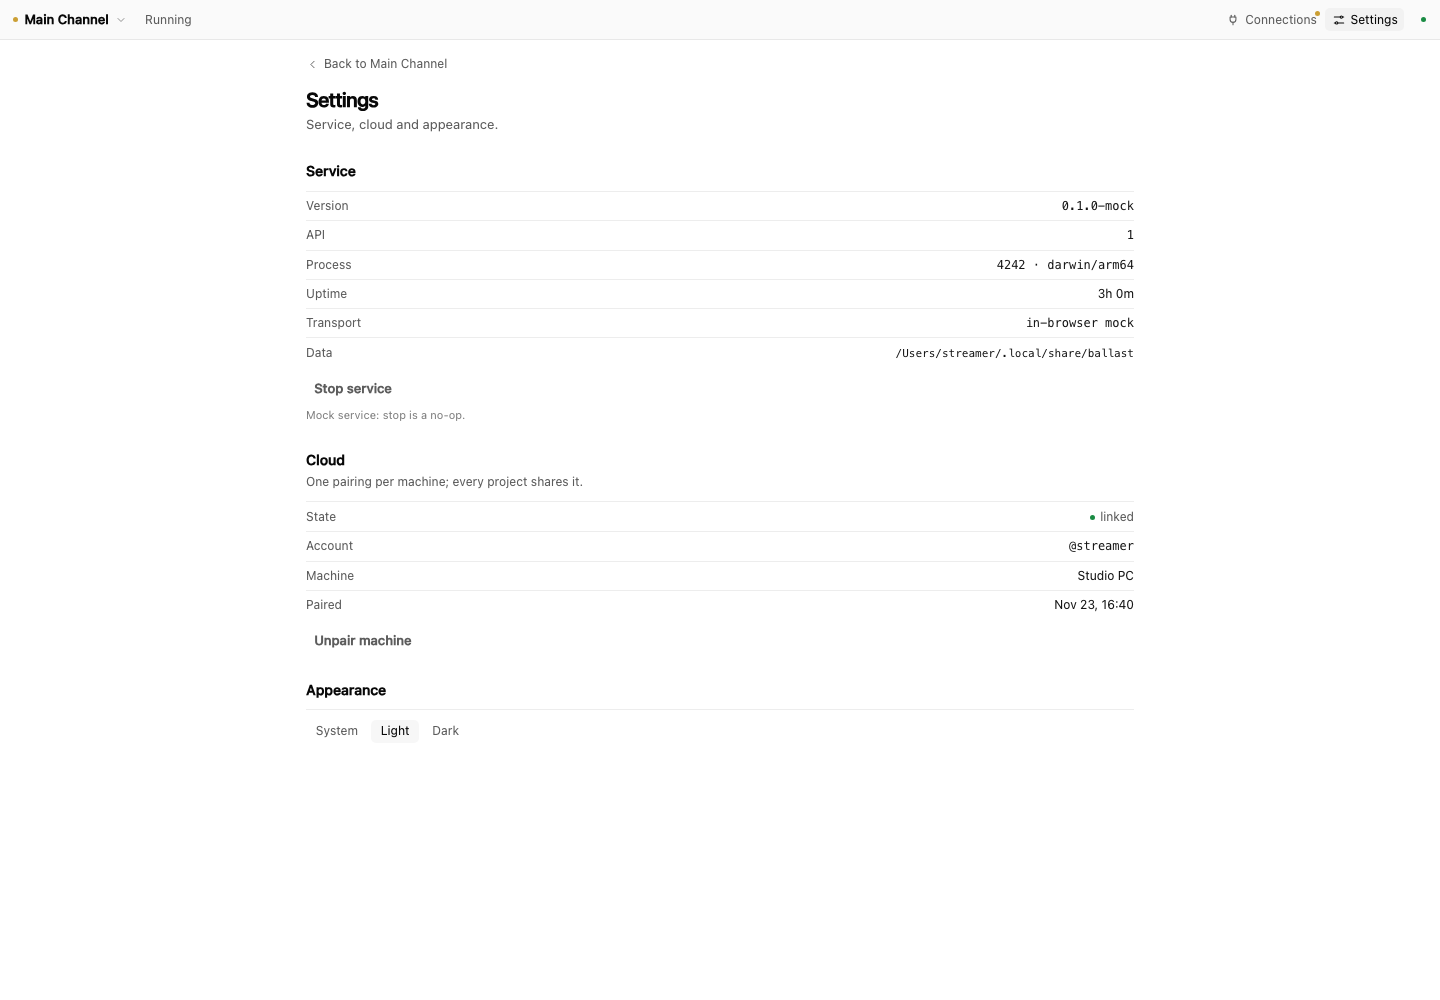 Main Channel
Running
Connections
Settings
Back to Main Channel
Settings
Service, cloud and appearance.
Service
Version 0.1.0-mock
API 1
Process 4242 · darwin/arm64
Uptime 3h 0m
Transport in-browser mock
Data /Users/streamer/.local/share/ballast
Stop service
Mock service: stop is a no-op.
Cloud
One pairing per machine; every project shares it.
State linked
Account @streamer
Machine Studio PC
Paired Nov 23, 16:40
Unpair machine
Appearance
System Light Dark